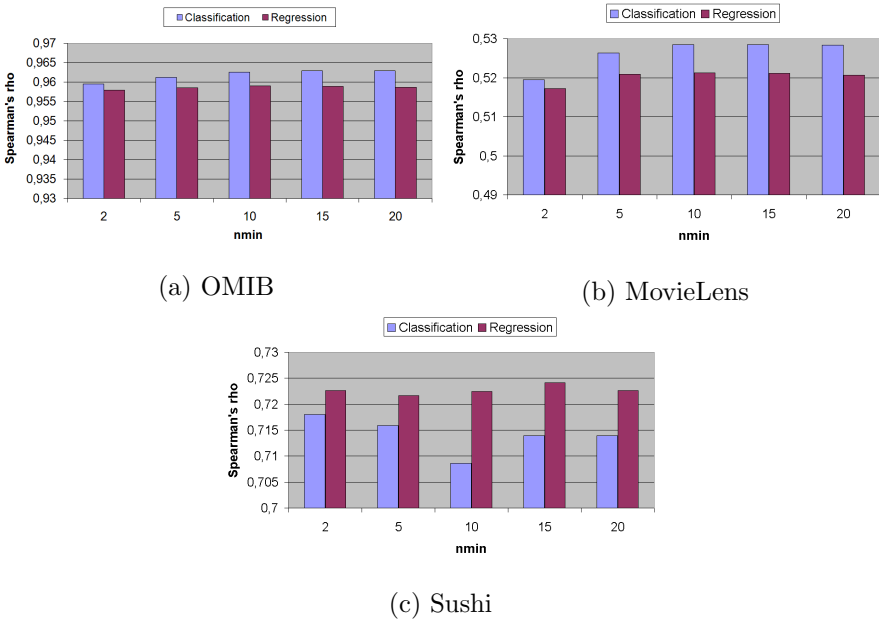 Classification Regression
0,97
0,965
0,96
0,955
0,95
0,945
0,94
0,935
0,93
Spearman's rho
2 5 10 15 20
nmin
(a) OMIB
Classification Regression
0,53
0,52
0,51
0,5
0,49
Spearman's rho
2 5 10 15 20
nmin
(b) MovieLens
Classification Regression
0,73
0,725
0,72
0,715
0,71
0,705
0,7
Spearman's rho
2 5 10 15 20
nmin
(c) Sushi